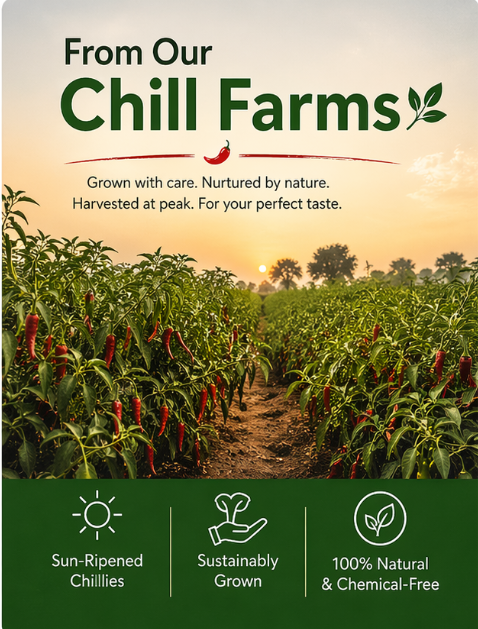 From Our
Chill Farms
Grown with care. Nurtured by nature.
Harvested at peak. For your perfect taste.
Sun-Ripened
Chilllies
Sustainably
Grown
100% Natural
& Chemical-Free